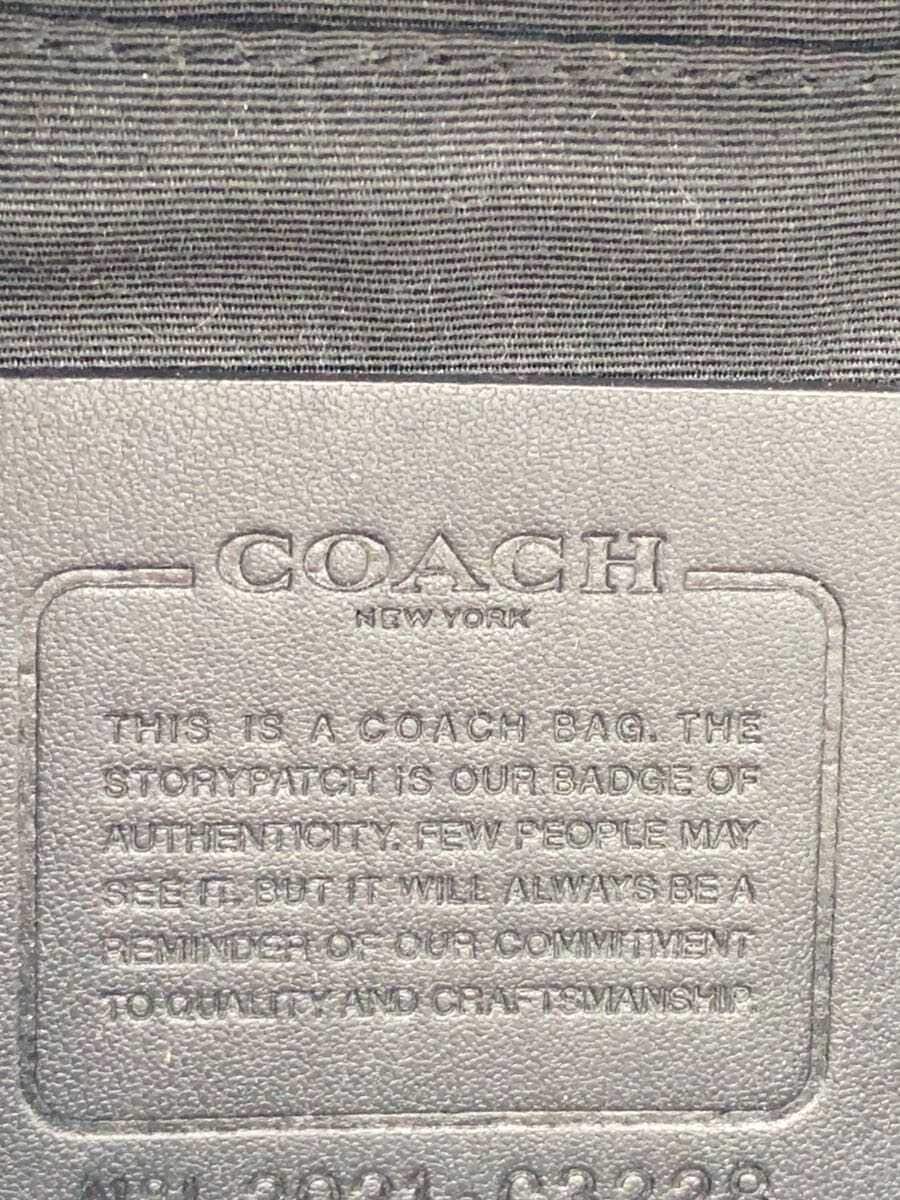 COACH
NEW YORK
THIS IS A COACH BAG. THE
STORYPATCH IS OUR BADGE OF
AUTHENTICITY. FEW PEOPLE MAY
SEE IT. BUT IT WILL ALWAYS BE A
REMINDER OF OUR COMMITMENT
TO QUALITY AND CRAFTSMANSHIP.